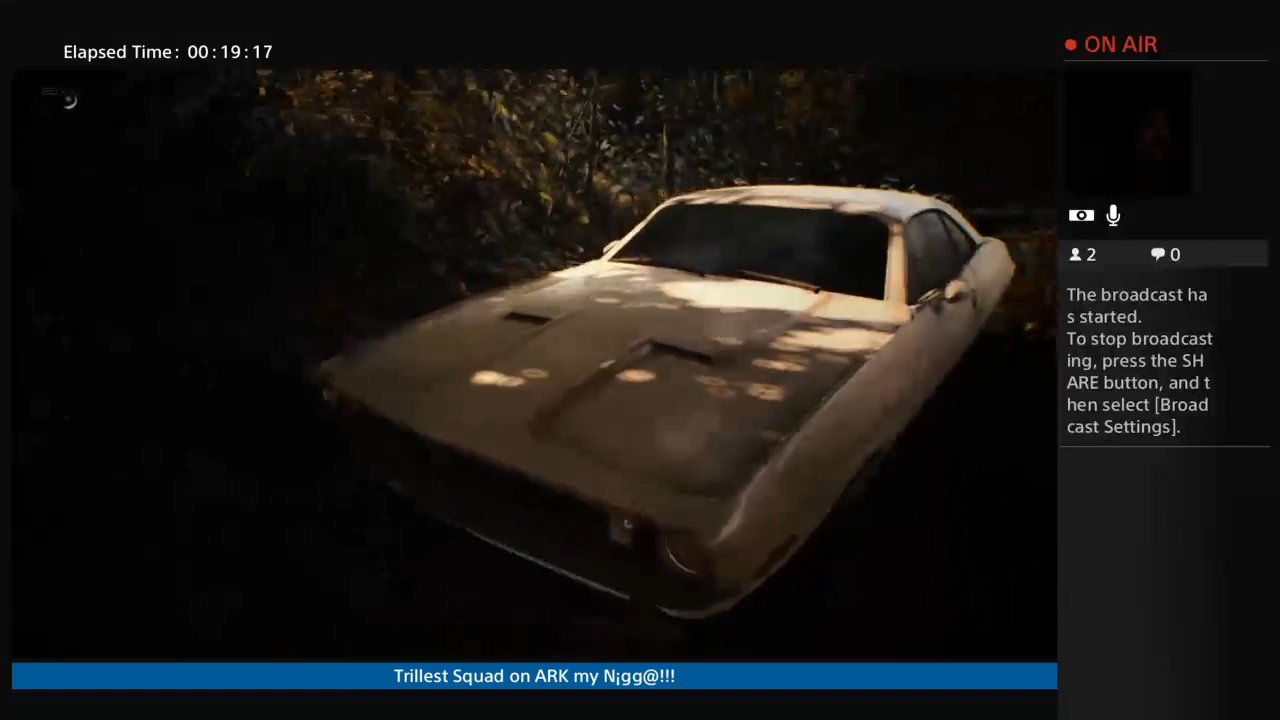 Elapsed Time: 00:19:17
ON AIR
2 0
The broadcast ha
s started.
To stop broadcast
ing, press the SH
ARE button, and t
hen select [Broad
cast Settings].
Trillest Squad on ARK my N¡gg@!!!